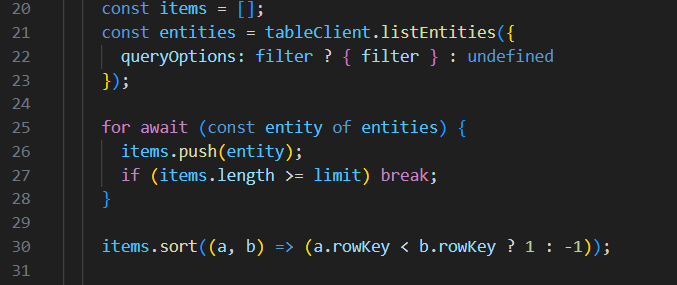 20 const items = [];
21 const entities = tableClient.listEntities({
22 queryOptions: filter ? { filter } : undefined
23 });
24
25 for await (const entity of entities) {
26 items.push(entity);
27 if (items.length >= limit) break;
28 }
29
30 items.sort((a, b) => (a.rowKey < b.rowKey ? 1 : -1));
31